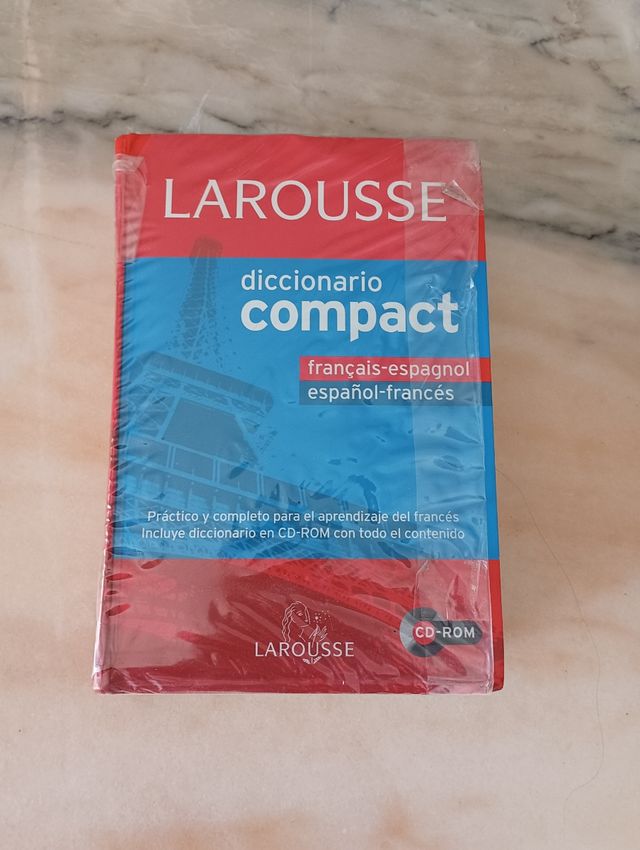 LAROUSSE
diccionario
compact
français-espagnol
español-francés
Práctico y completo para el aprendizaje del francés
Incluye diccionario en CD-ROM con todo el contenido
LAROUSSE
CD-ROM